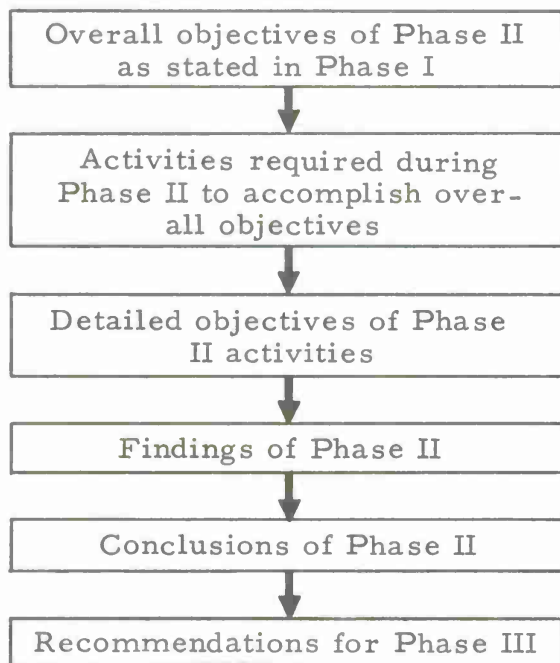 Overall objectives of Phase II
as stated in Phase I
Activities required during
Phase II to accomplish over-
all objectives
Detailed objectives of Phase
II activities
Findings of Phase II
Conclusions of Phase II
Recommendations for Phase III